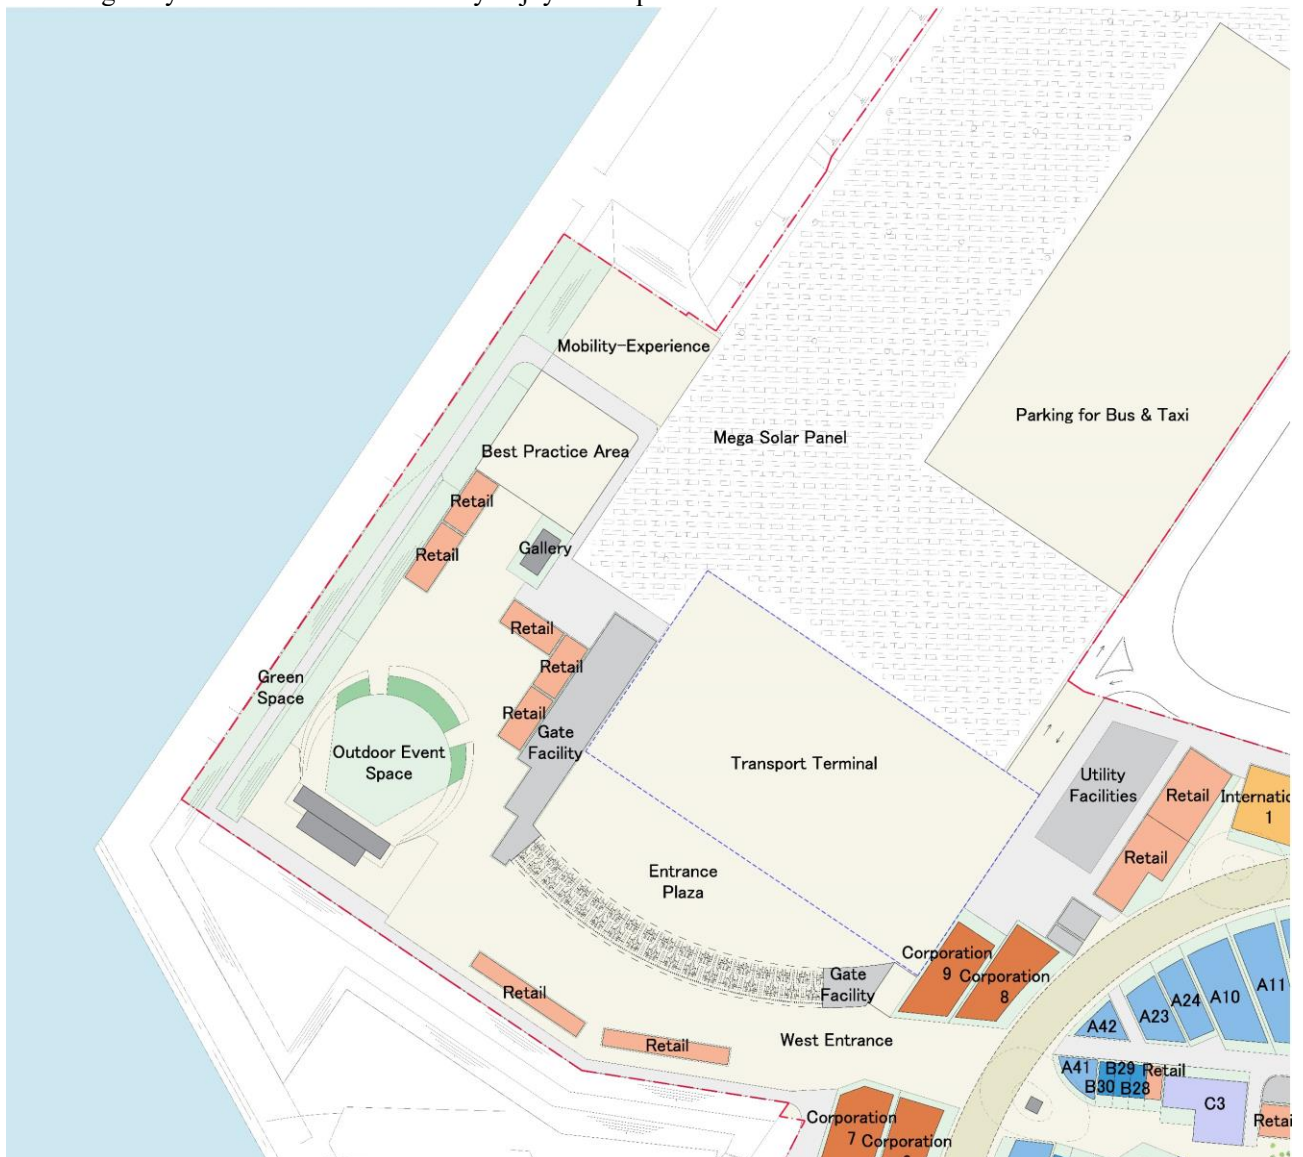 Mobility-Experience
Parking for Bus & Taxi
Mega Solar Panel
Best Practice Area
Retail
Gallery
Retail
Retail
Retail
Green
Space
Retail
Gate
Facility
Outdoor Event
Space
Transport Terminal
Utility
Facilities
Retail
Internatio
1
Retail
Entrance
Plaza
Corporation
9
Corporation
8
Gate
Facility
Retail
A11
A10
A24
A23
A42
West Entrance
Retail
A41
B29
Retail
B30
B28
C3
Corporation
7
Corporation
Retai